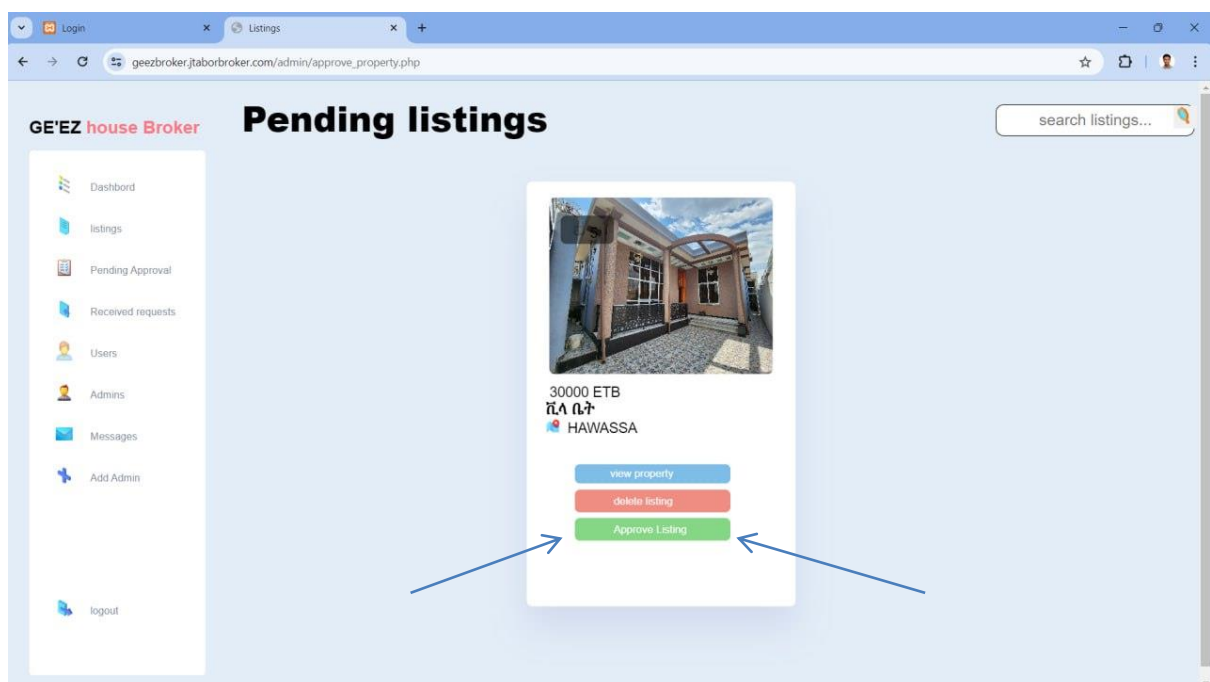 Login
Listings
geezbroker.jtaborbroker.com/admin/approve_property.php
GE'EZ house Broker
Pending listings
search listings...
Dashbord
listings
Pending Approval
Received requests
Users
Admins
Messages
Add Admin
logout
5
30000 ETB
ቪላ ቤት
HAWASSA
view property
delete listing
Approve Listing